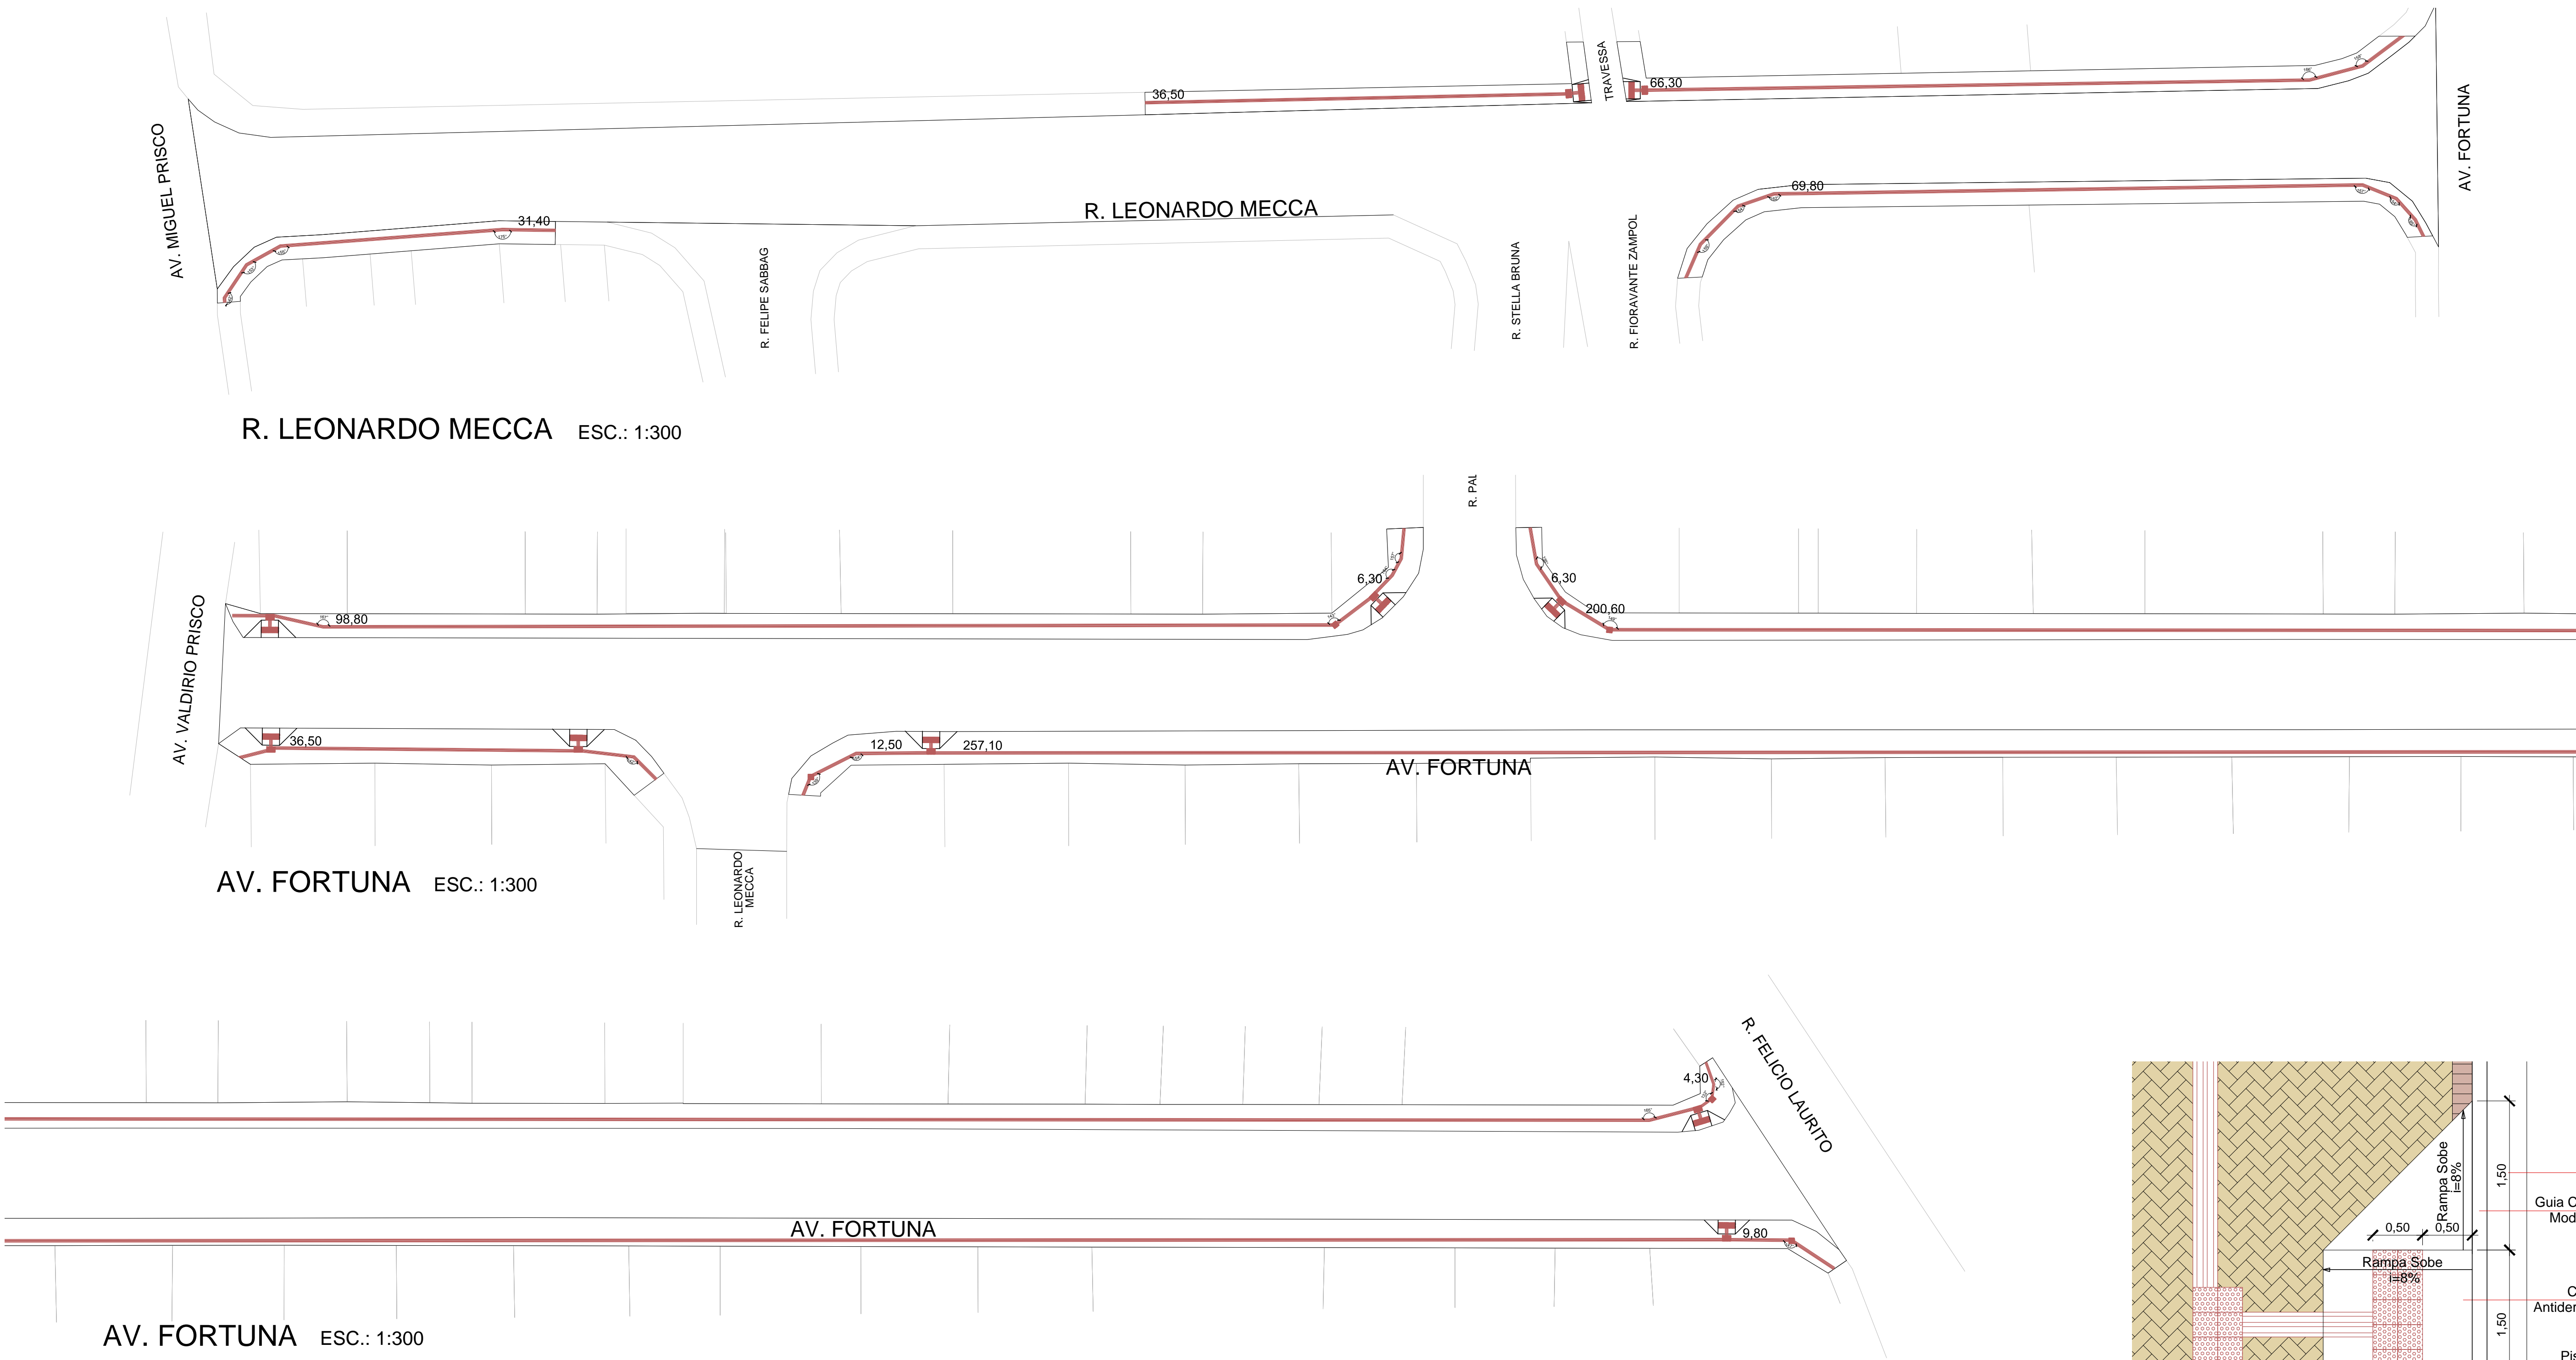 TRAVESSA
36,50
66,30
AV. MIGUEL PRISCO
AV. FORTUNA
69,80
R. LEONARDO MECCA
31,40
R. FELIPE SABBAG
R. STELLA BRUNA
R. FIORAVANTE ZAMPOL
R. LEONARDO MECCA ESC.: 1:300
R. PAL
6,30
6,30
98,80
200,60
AV. VALDIRIO PRISCO
36,50
12,50
257,10
AV. FORTUNA
AV. FORTUNA ESC.: 1:300
R. LEONARDO
MECCA
R. FELICIO LAURITO
4,30
AV. FORTUNA
9,80
AV. FORTUNA ESC.: 1:300
Rampa Sobe
i=8%
1,50
Guia C
Mod
0,50
0,50
Rampa Sobe
i=8%
C
Antider
1,50
Pis